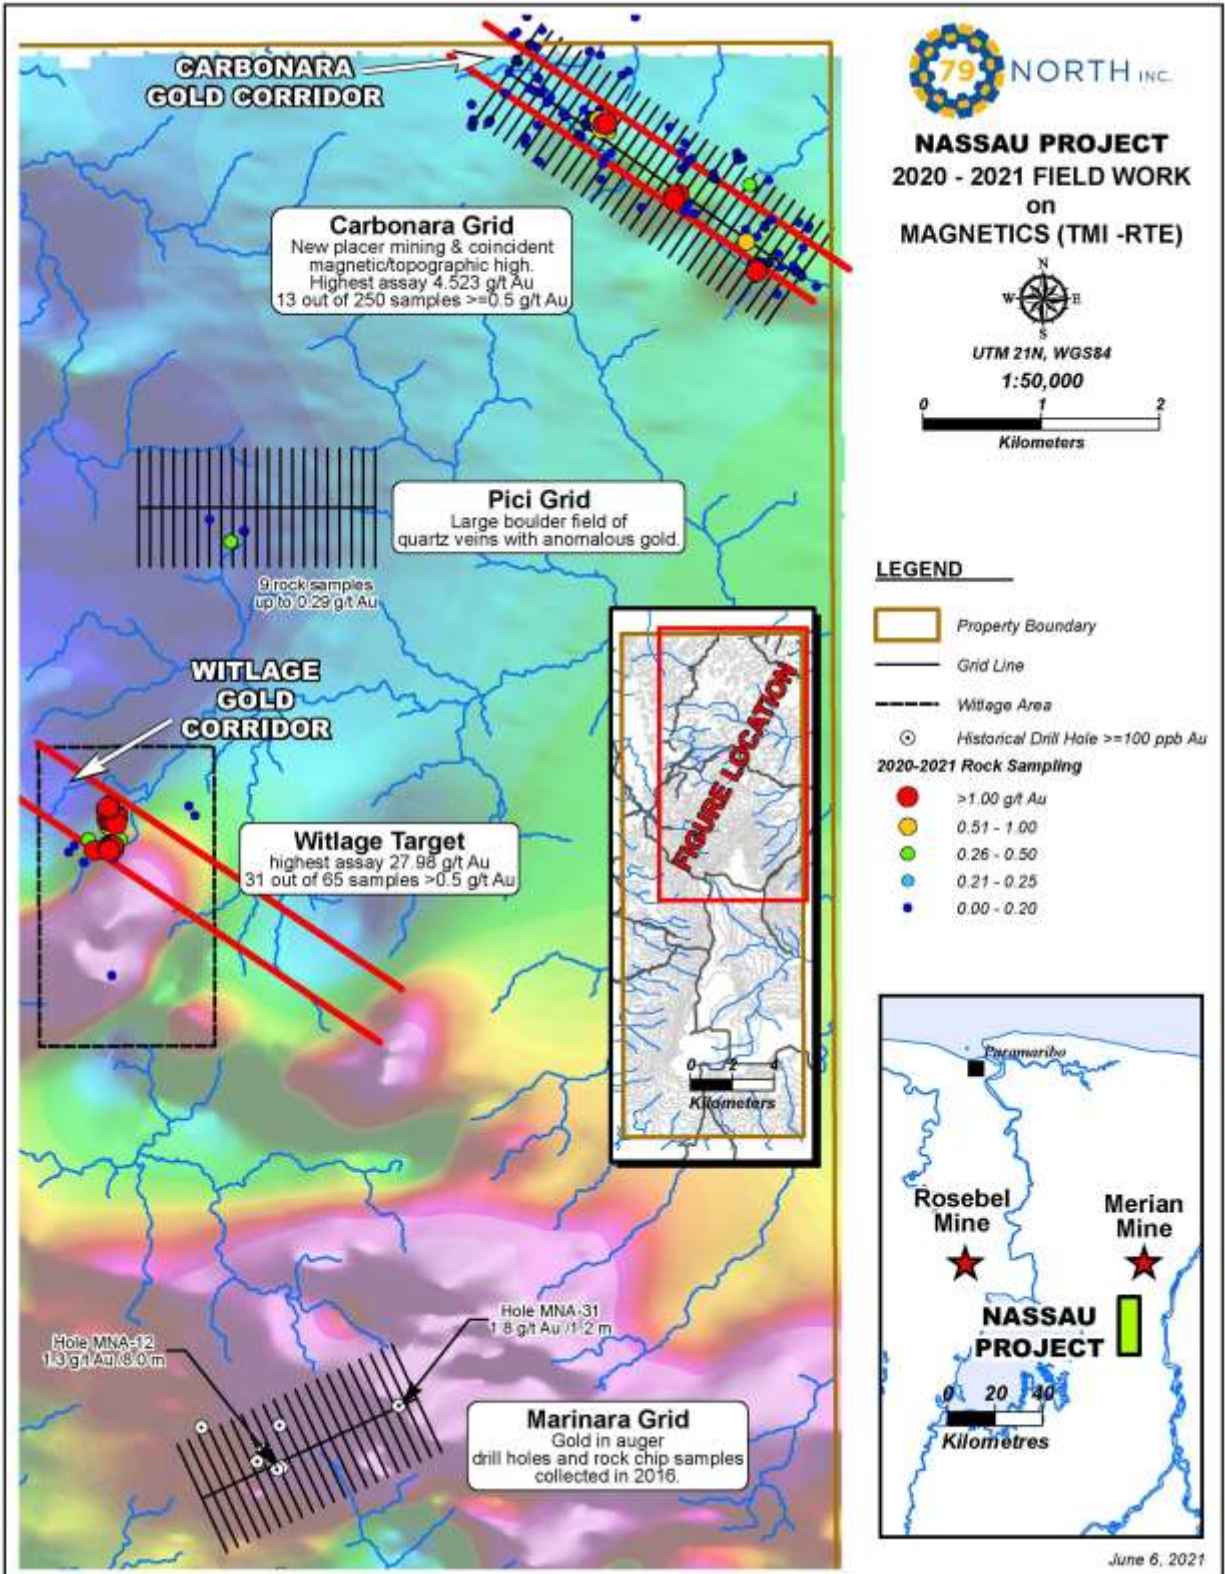 CARBONARA
GOLD CORRIDOR
Carbonara Grid
New placer mining & coincident
magnetic/topographic high.
Highest assay 4.523 g/t Au
13 out of 250 samples >=0.5 g/t Au
Pici Grid
Large boulder field of
quartz veins with anomalous gold.
9 rock samples
up to 0.29 g/t Au
WITLAGE
GOLD
CORRIDOR
Witlage Target
highest assay 27.98 g/t Au
31 out of 65 samples >0.5 g/t Au
FIGURE LOCATION
0 2 4
Kilometers
Hole MNA-31
1.8 g/t Au /1.2 m
Hole MNA-12
1.3 g/t Au /8.0 m
Marinara Grid
Gold in auger
drill holes and rock chip samples
collected in 2016.
79 NORTH INC.
NASSAU PROJECT
2020 - 2021 FIELD WORK
on
MAGNETICS (TMI -RTE)
N
W E
S
UTM 21N, WGS84
1:50,000
0 1 2
Kilometers
LEGEND
Property Boundary
Grid Line
Witlage Area
Historical Drill Hole >=100 ppb Au
2020-2021 Rock Sampling
>1.00 g/t Au
0.51 - 1.00
0.26 - 0.50
0.21 - 0.25
0.00 - 0.20
Paramaribo
Rosebel
Mine
Merian
Mine
NASSAU
PROJECT
0 20 40
Kilometres
June 6, 2021